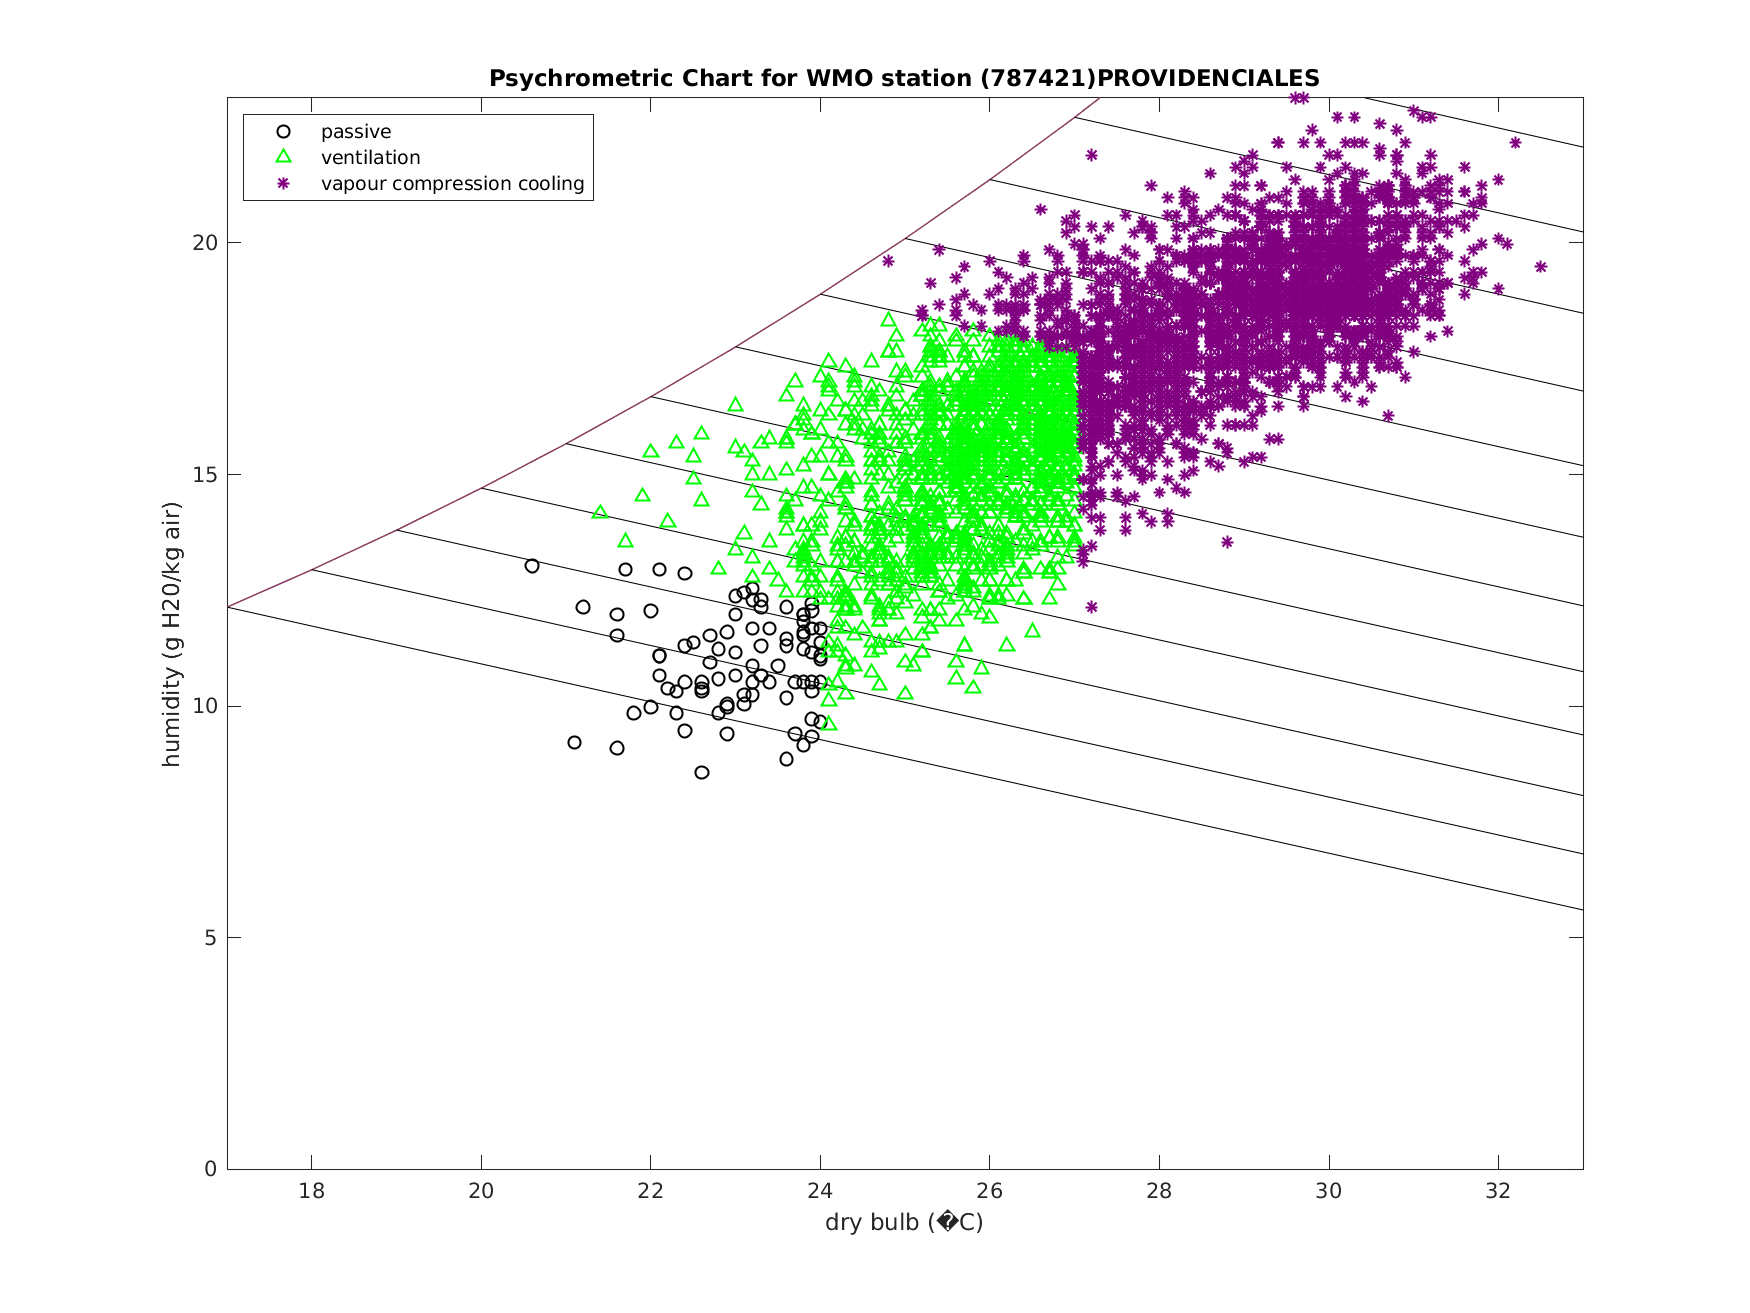 Psychrometric Chart for WMO station (787421)PROVIDENCIALES
passive
ventilation
vapour compression cooling
humidity (g H20/kg air)
20
15
10
5
0
18 20 22 24 26 28 30 32
dry bulb (�C)